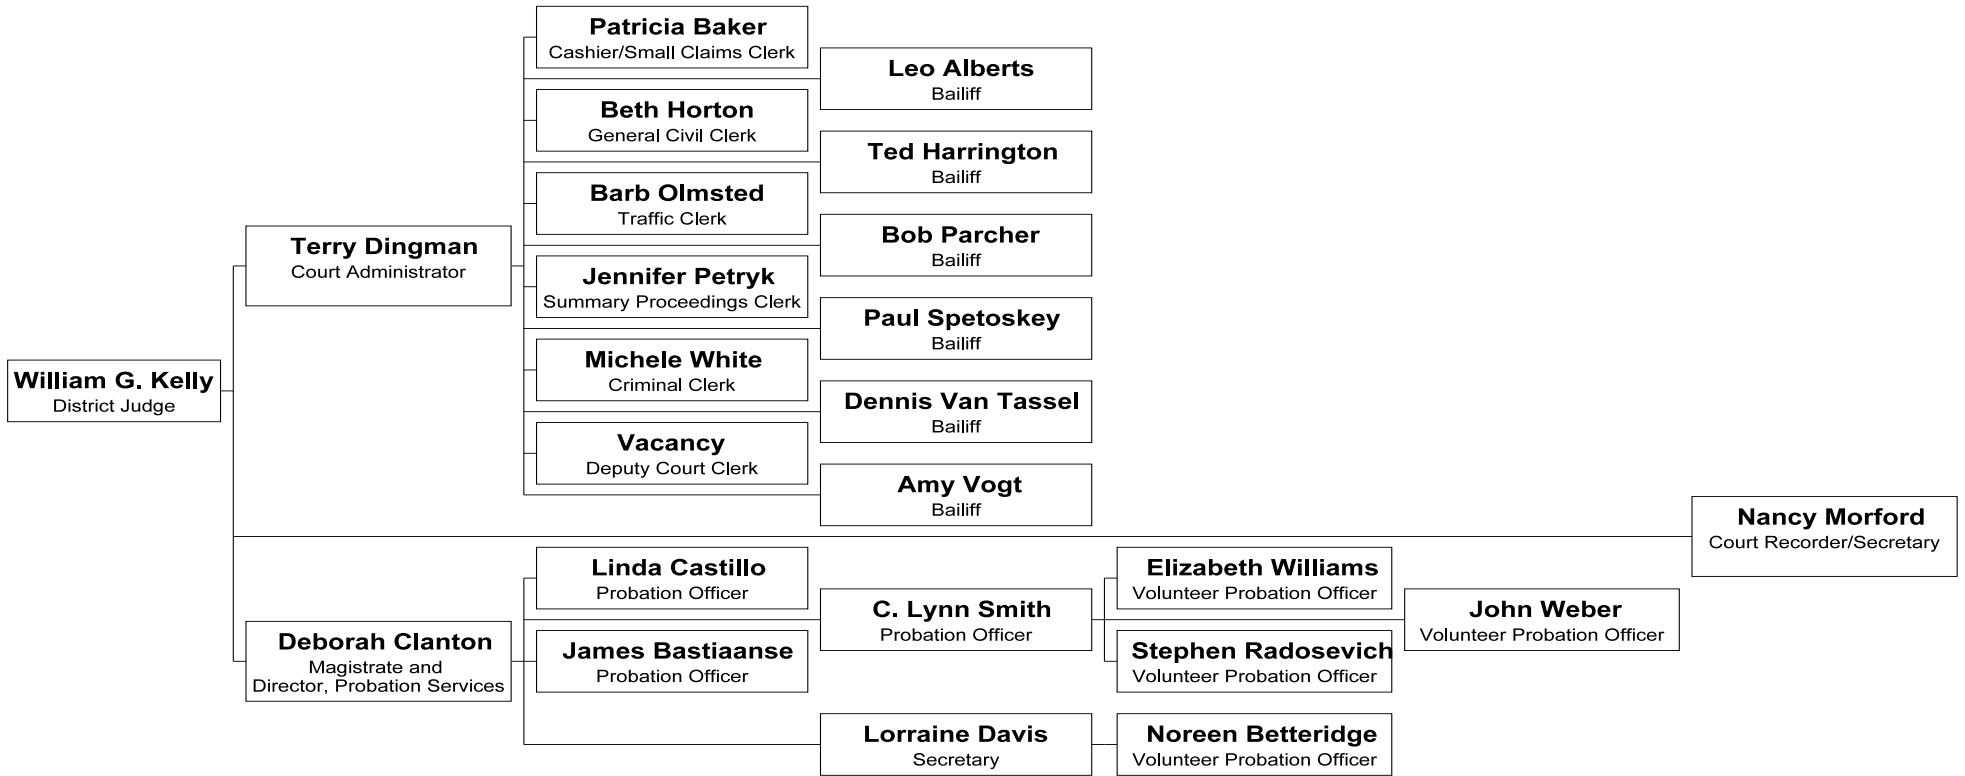 Patricia Baker
Cashier/Small Claims Clerk
Leo Alberts
Bailiff
Beth Horton
General Civil Clerk
Ted Harrington
Bailiff
Barb Olmsted
Traffic Clerk
Bob Parcher
Bailiff
Terry Dingman
Court Administrator
Jennifer Petryk
Summary Proceedings Clerk
Paul Spetoskey
Bailiff
Michele White
Criminal Clerk
William G. Kelly
District Judge
Dennis Van Tassel
Bailiff
Vacancy
Deputy Court Clerk
Amy Vogt
Bailiff
Nancy Morford
Court Recorder/Secretary
Linda Castillo
Probation Officer
Elizabeth Williams
Volunteer Probation Officer
C. Lynn Smith
Probation Officer
John Weber
Volunteer Probation Officer
Deborah Clanton
Magistrate and
Director, Probation Services
James Bastiaanse
Probation Officer
Stephen Radosevich
Volunteer Probation Officer
Lorraine Davis
Secretary
Noreen Betteridge
Volunteer Probation Officer